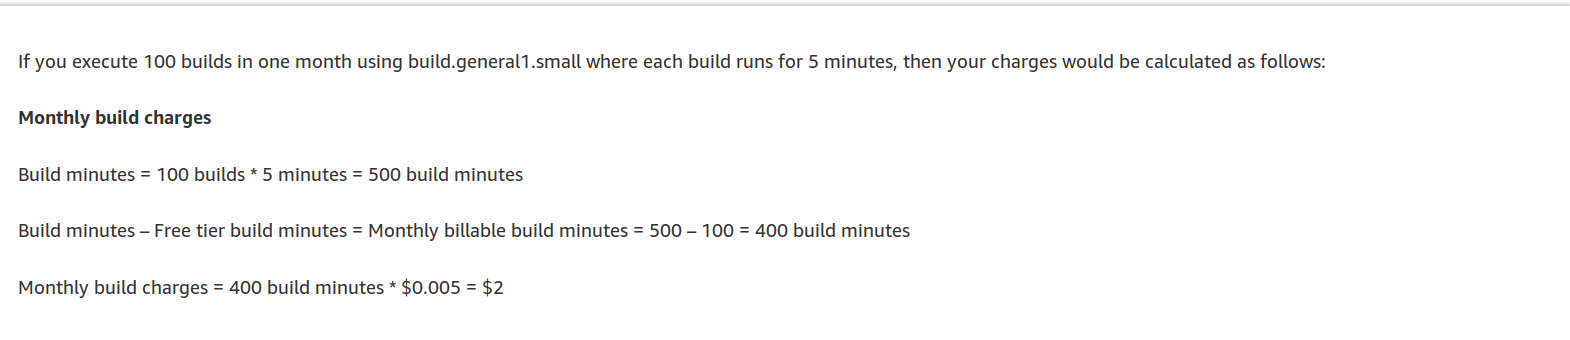 If you execute 100 builds in one month using build.general1.small where each build runs for 5 minutes, then your charges would be calculated as follows:
Monthly build charges
Build minutes = 100 builds * 5 minutes = 500 build minutes
Build minutes – Free tier build minutes = Monthly billable build minutes = 500 – 100 = 400 build minutes
Monthly build charges = 400 build minutes * $0.005 = $2